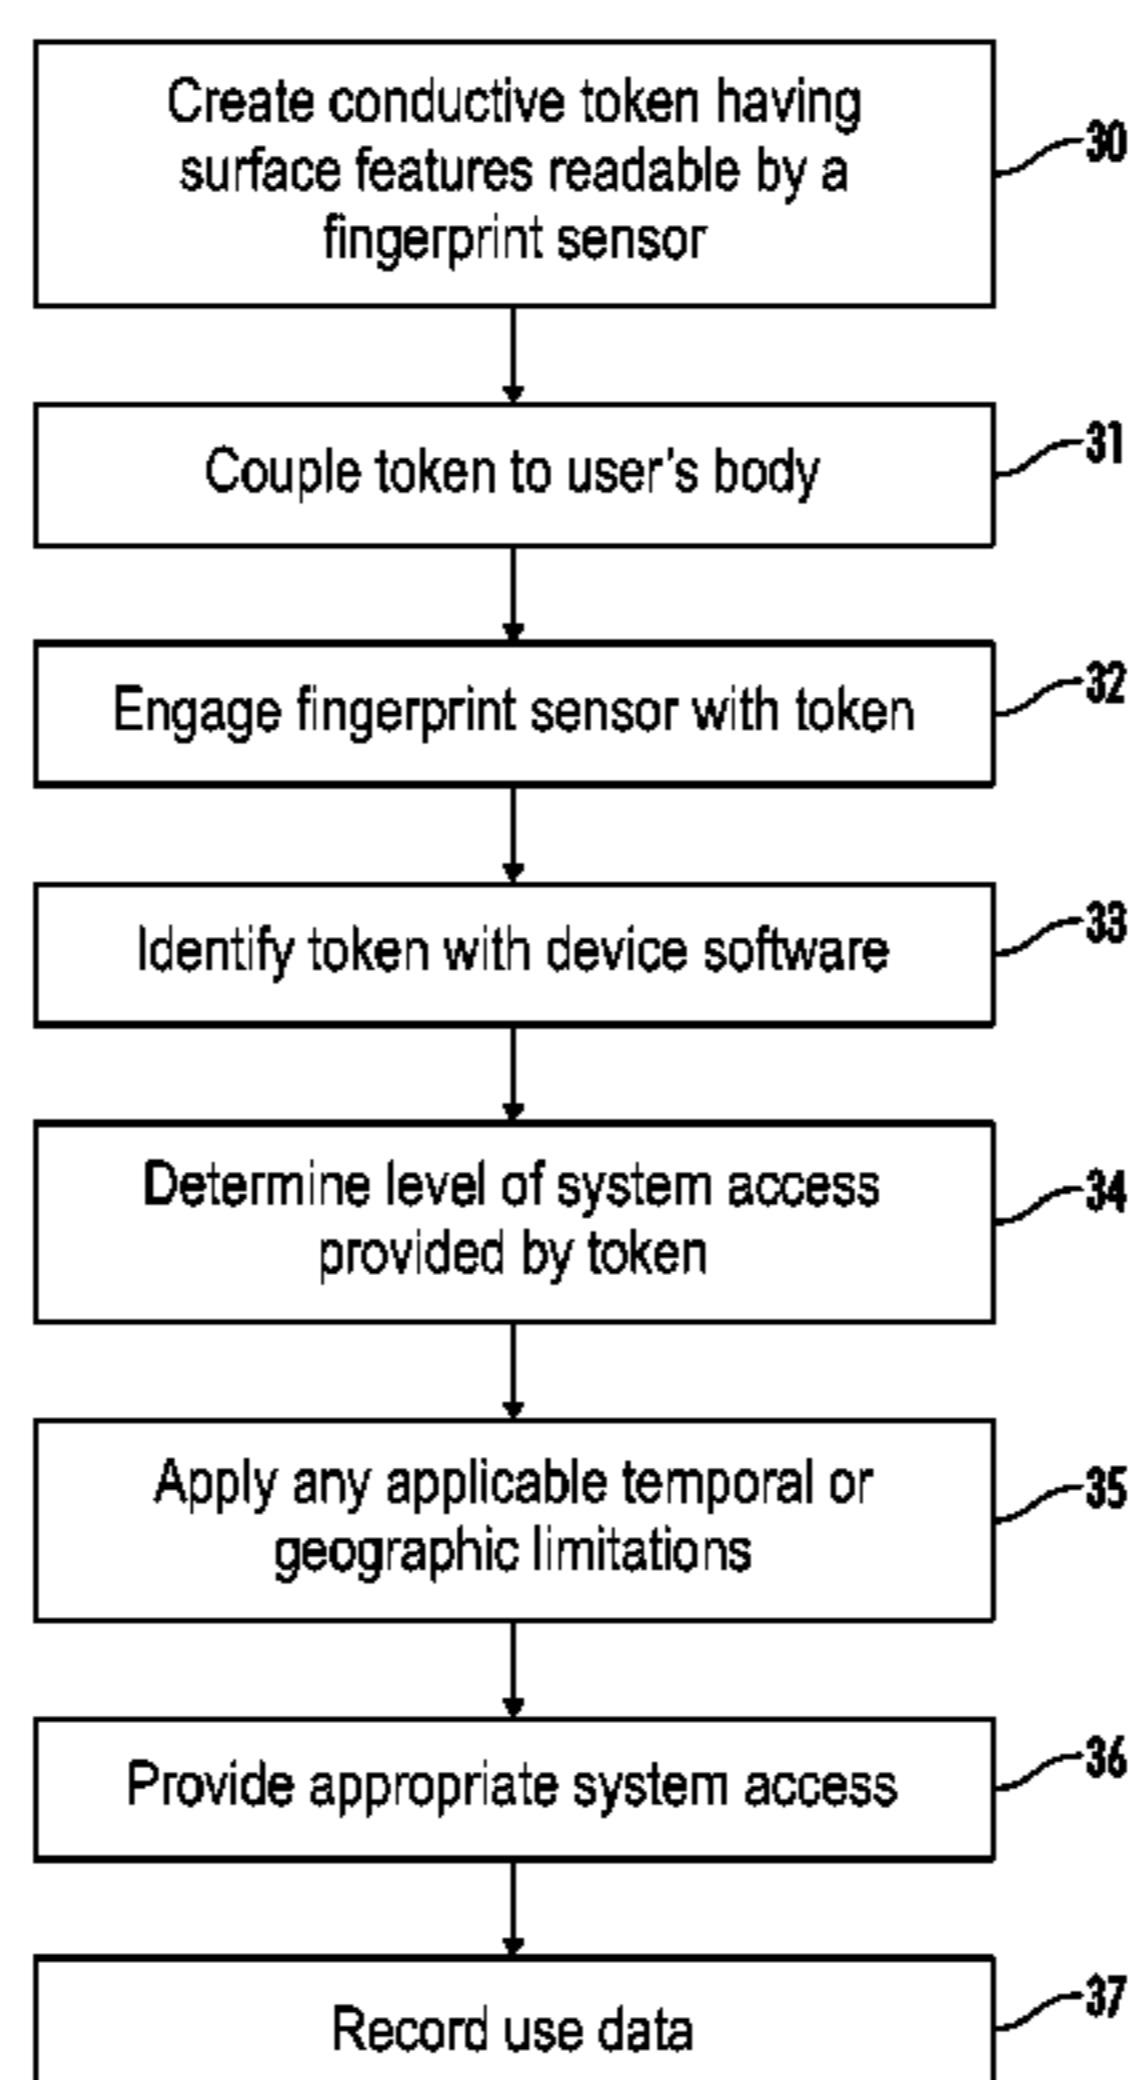 Create conductive token having
surface features readable by a
fingerprint sensor
30
Couple token to user's body
31
Engage fingerprint sensor with token
32
Identify token with device software
33
Determine level of system access
provided by token
34
Apply any applicable temporal or
geographic limitations
35
Provide appropriate system access
36
Record use data
37